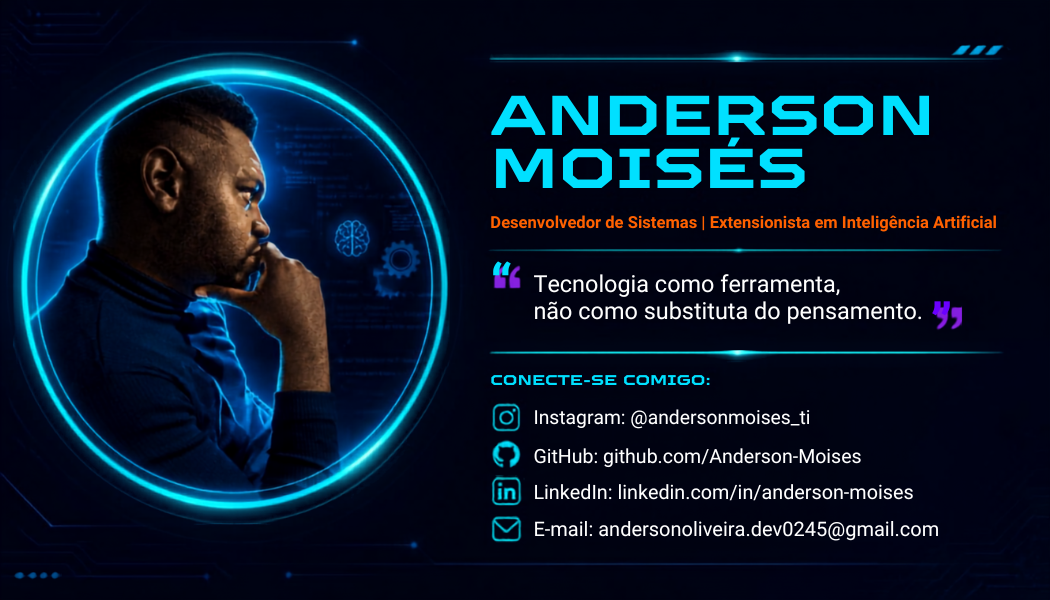 ANDERSON
MOISÉS
Desenvolvedor de Sistemas | Extensionista em Inteligência Artificial
“ Tecnologia como ferramenta,
não como substituta do pensamento. ”
CONECTE-SE COMIGO:
Instagram: @andersonmoises_ti
GitHub: github.com/Anderson-Moises
in LinkedIn: linkedin.com/in/anderson-moises
E-mail: andersonoliveira.dev0245@gmail.com